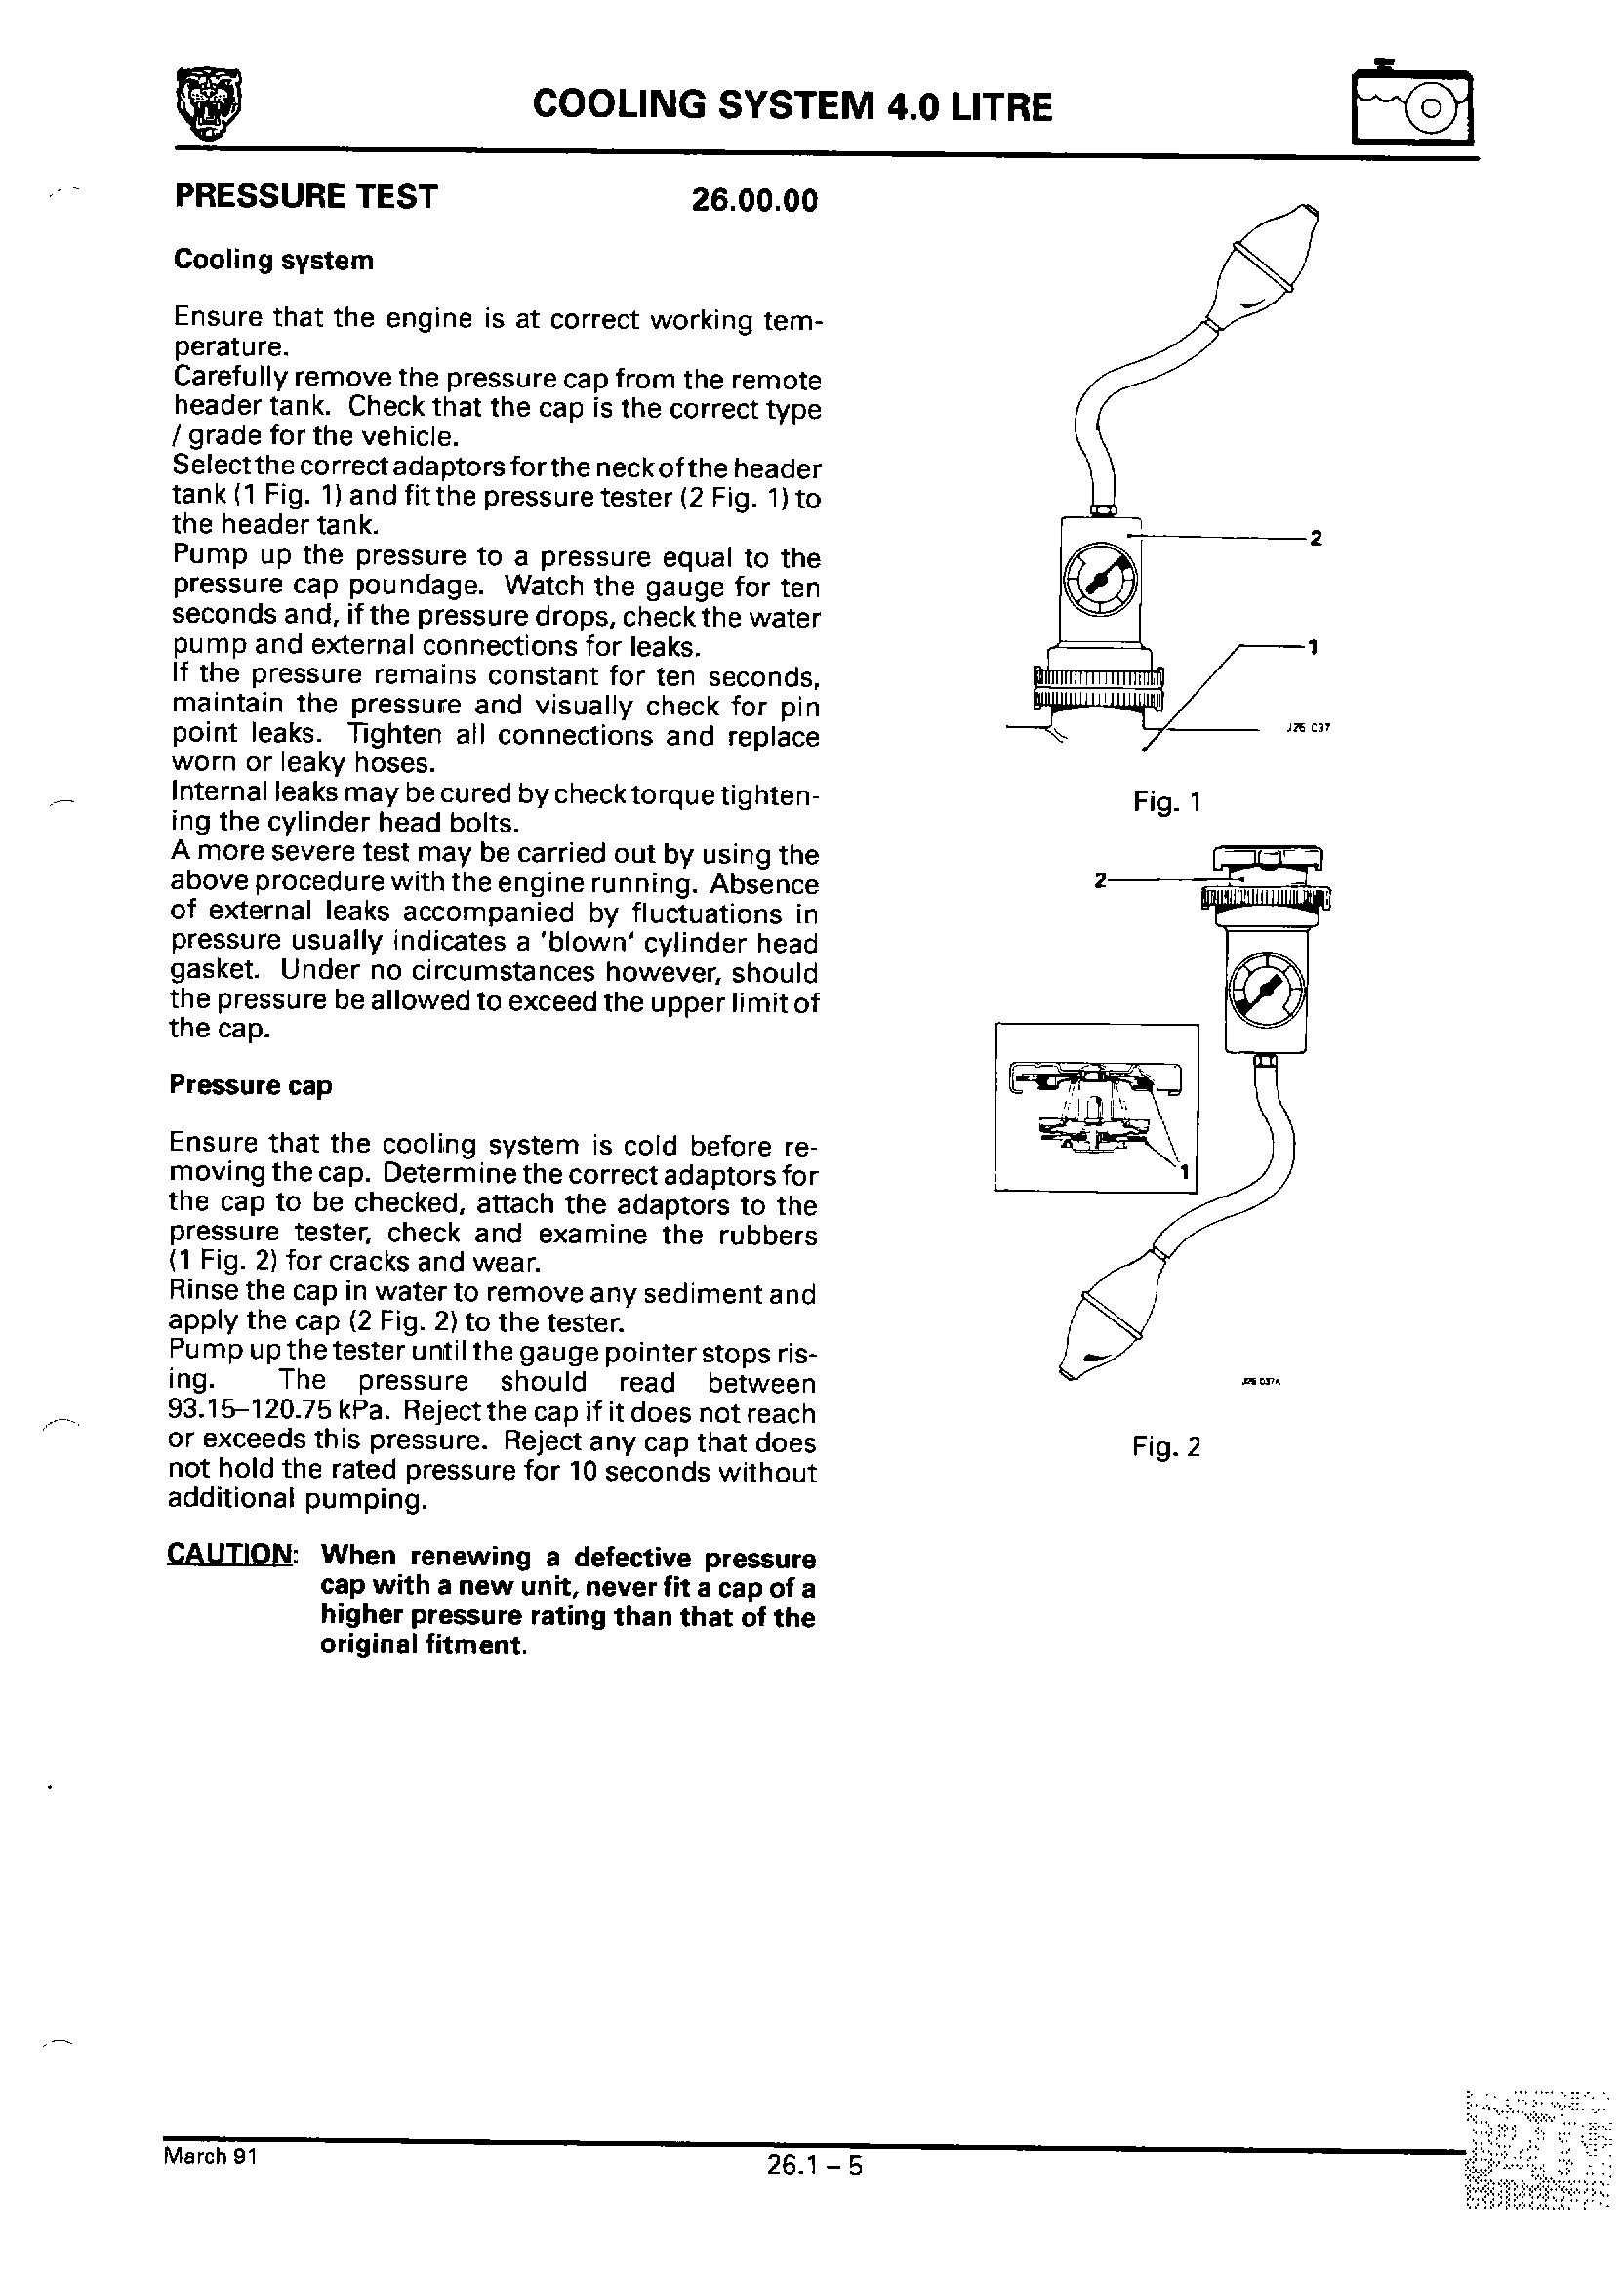 COOLING SYSTEM 4.0 LITRE
PRESSURE TEST 26.00.00
Cooling system
Ensure that the engine is at correct working tem-
perature.
Carefully remove the pressure cap from the remote
header tank. Check that the cap is the correct type
/ grade for the vehicle.
Select the correct adaptors for the neck of the header
tank (1 Fig. 1) and fit the pressure tester (2 Fig. 1) to
the header tank.
Pump up the pressure to a pressure equal to the
pressure cap poundage. Watch the gauge for ten
seconds and, if the pressure drops, check the water
pump and external connections for leaks.
If the pressure remains constant for ten seconds,
maintain the pressure and visually check for pin
point leaks. Tighten all connections and replace
worn or leaky hoses.
Internal leaks may be cured by check torque tighten-
ing the cylinder head bolts.
A more severe test may be carried out by using the
above procedure with the engine running. Absence
of external leaks accompanied by fluctuations in
pressure usually indicates a 'blown' cylinder head
gasket. Under no circumstances however, should
the pressure be allowed to exceed the upper limit of
the cap.
Pressure cap
Ensure that the cooling system is cold before re-
moving the cap. Determine the correct adaptors for
the cap to be checked, attach the adaptors to the
pressure tester, check and examine the rubbers
(1 Fig. 2) for cracks and wear.
Rinse the cap in water to remove any sediment and
apply the cap (2 Fig. 2) to the tester.
Pump up the tester until the gauge pointer stops ris-
ing. The pressure should read between
93.15–120.75 kPa. Reject the cap if it does not reach
or exceeds this pressure. Reject any cap that does
not hold the rated pressure for 10 seconds without
additional pumping.
CAUTION: When renewing a defective pressure
cap with a new unit, never fit a cap of a
higher pressure rating than that of the
original fitment.
2
1
J26 037
Fig. 1
2
1
J26 037A
Fig. 2
March 91
26.1 – 5